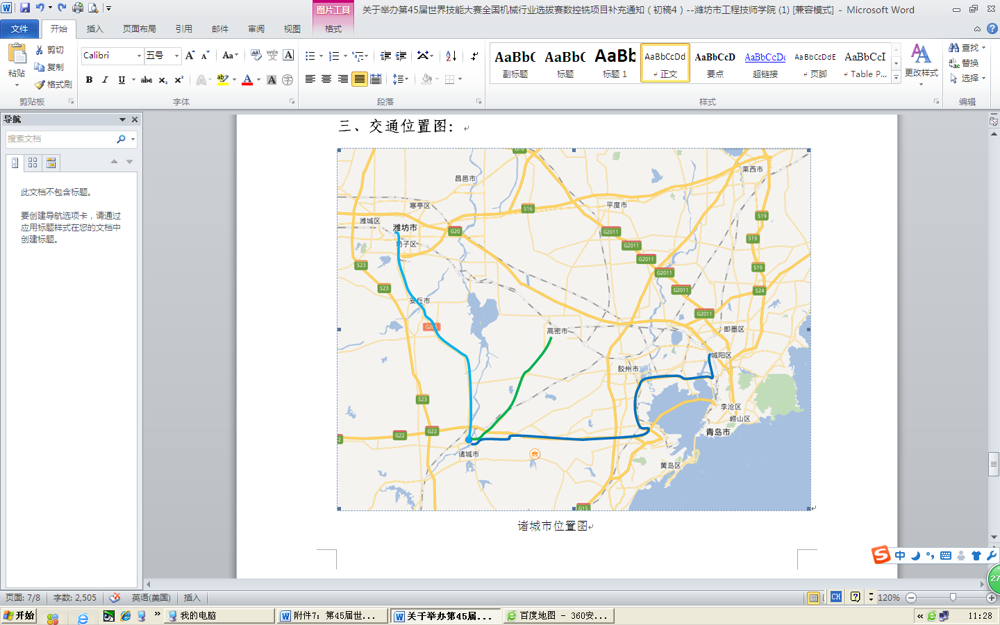 关于举办第45届世界技能大赛全国机械行业选拔赛数控铣项目补充通知（初稿4）--潍坊市工程技师学院 (1) [兼容模式] - Microsoft Word
图片工具
文件 开始 插入 页面布局 引用 邮件 审阅 视图 格式
粘贴 剪切 复制 格式刷
剪贴板
Calibri 五号
字体
段落
AaBbC 副标题
AaBbC 标题
AaBb 标题 1
AaBbCcDd 正文
AaBbCcD 要点
AaBbCcDc 超链接
AaBbCcDdE 页脚
AaBbCcI Table P...
更改样式
样式
查找 替换 选择
编辑
导航
搜索文档
此文档不包含标题。
要创建导航选项卡，请通过
应用标题样式在您的文档中
创建标题。
三、交通位置图：
莱西市
昌邑市
寒亭区
平度市
S16
S19
潍城区
潍坊市
G20
G2011
坊子区
G2011
S19
G2011
S23
S19
G2011
S23
G2011
S24
安丘市
G2011
高密市
即墨区
城阳区
胶州市
S23
李沧区
崂山区
G22
G22
青岛市
诸城市
黄岛区
G15
诸城市位置图
中
27
页面: 7/8 字数: 2,505 英语(美国) 插入
CH
120%
开始
我的电脑
附件7：第45届世...
关于举办第45届...
百度地图 - 360安...
11:28